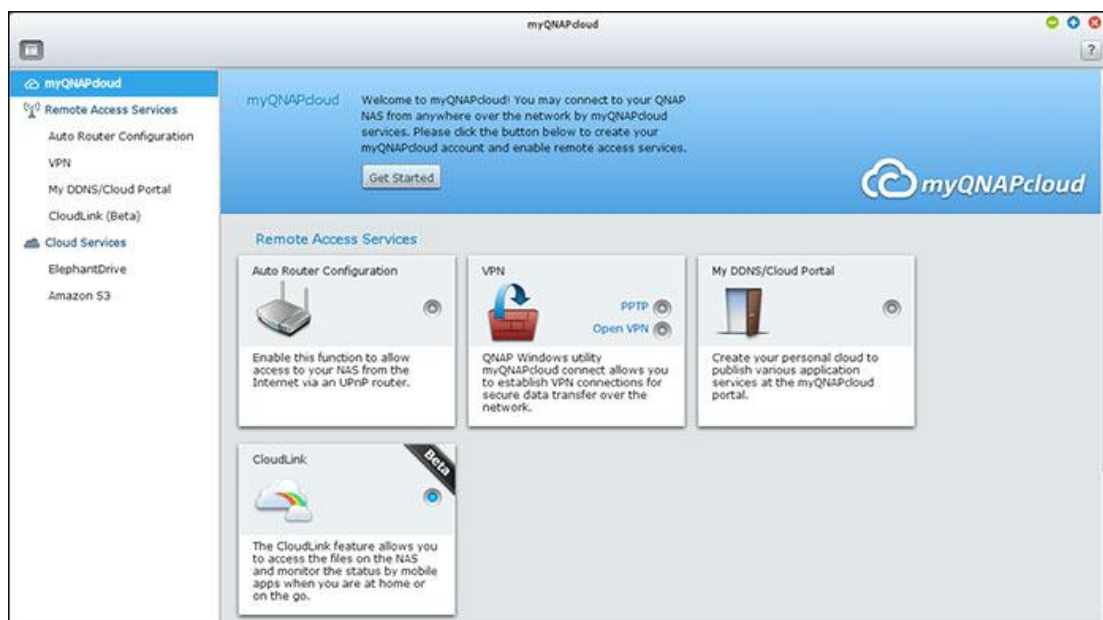 myQNAPcloud
?
myQNAPcloud
Remote Access Services
Auto Router Configuration
VPN
My DDNS/Cloud Portal
CloudLink (Beta)
Cloud Services
ElephantDrive
Amazon S3
myQNAPcloud
Welcome to myQNAPcloud! You may connect to your QNAP
NAS from anywhere over the network by myQNAPcloud
services. Please click the button below to create your
myQNAPcloud account and enable remote access services.
Get Started
myQNAPcloud
Remote Access Services
Auto Router Configuration
Enable this function to allow
access to your NAS from the
Internet via an UPnP router.
VPN
PPTP
Open VPN
QNAP Windows utility
myQNAPcloud connect allows you
to establish VPN connections for
secure data transfer over the
network.
My DDNS/Cloud Portal
Create your personal cloud to
publish various application
services at the myQNAPcloud
portal.
CloudLink
Beta
The CloudLink feature allows you
to access the files on the NAS
and monitor the status by mobile
apps when you are at home or
on the go.